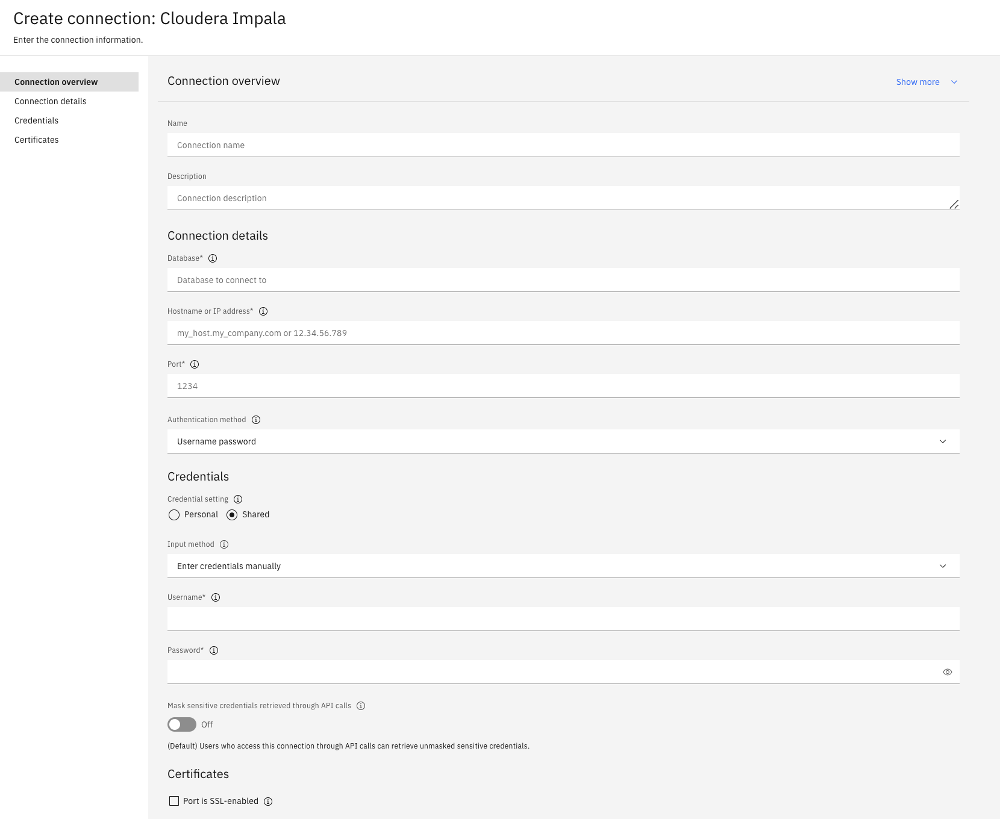 Create connection: Cloudera Impala
Enter the connection information.
Connection overview
Connection details
Credentials
Certificates
Connection overview
Show more
Name
Connection name
Description
Connection description
Connection details
Database*
Database to connect to
Hostname or IP address*
my_host.my_company.com or 12.34.56.789
Port*
1234
Authentication method
Username password
Credentials
Credential setting
Personal Shared
Input method
Enter credentials manually
Username*
Password*
Mask sensitive credentials retrieved through API calls
Off
(Default) Users who access this connection through API calls can retrieve unmasked sensitive credentials.
Certificates
Port is SSL-enabled